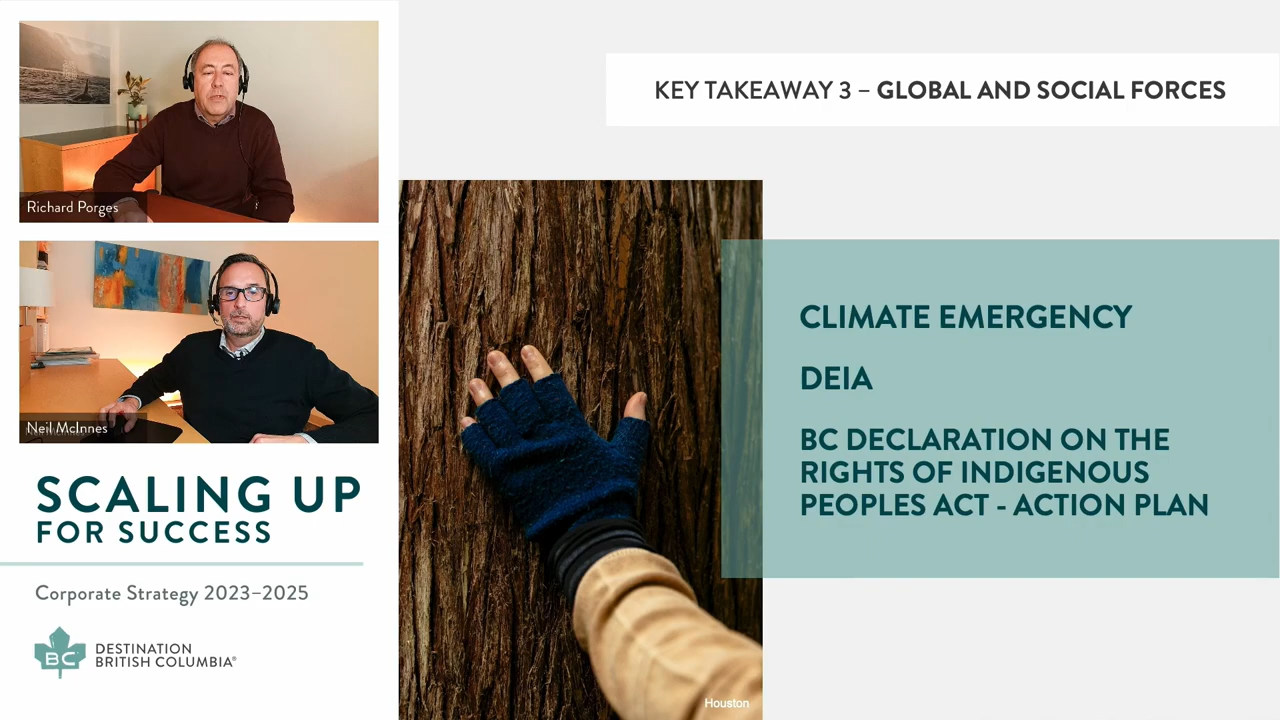 Richard Porges
Neil McInnes
SCALING UP
FOR SUCCESS
Corporate Strategy 2023–2025
BC
DESTINATION
BRITISH COLUMBIA®
KEY TAKEAWAY 3 – GLOBAL AND SOCIAL FORCES
CLIMATE EMERGENCY
DEIA
BC DECLARATION ON THE
RIGHTS OF INDIGENOUS
PEOPLES ACT - ACTION PLAN
Houston